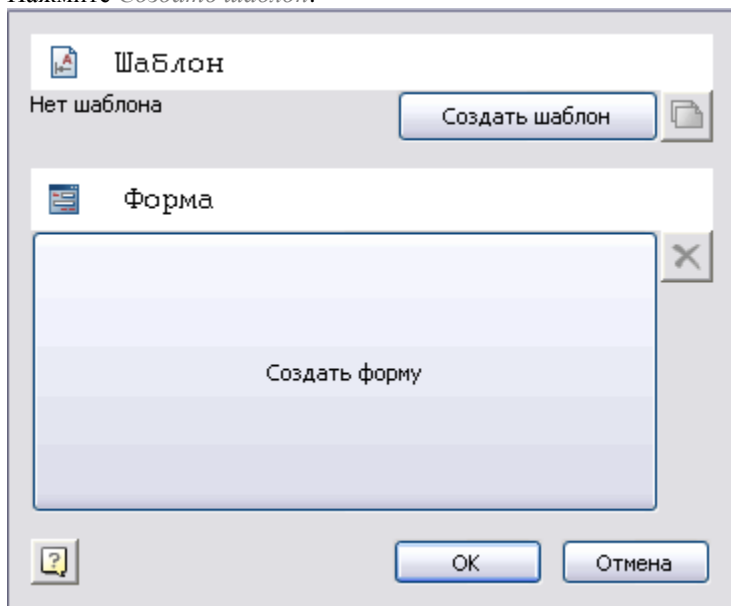 Нажмите Создать шаблон.
Шаблон
Нет шаблона
Создать шаблон
Форма
Создать форму
?
OK
Отмена